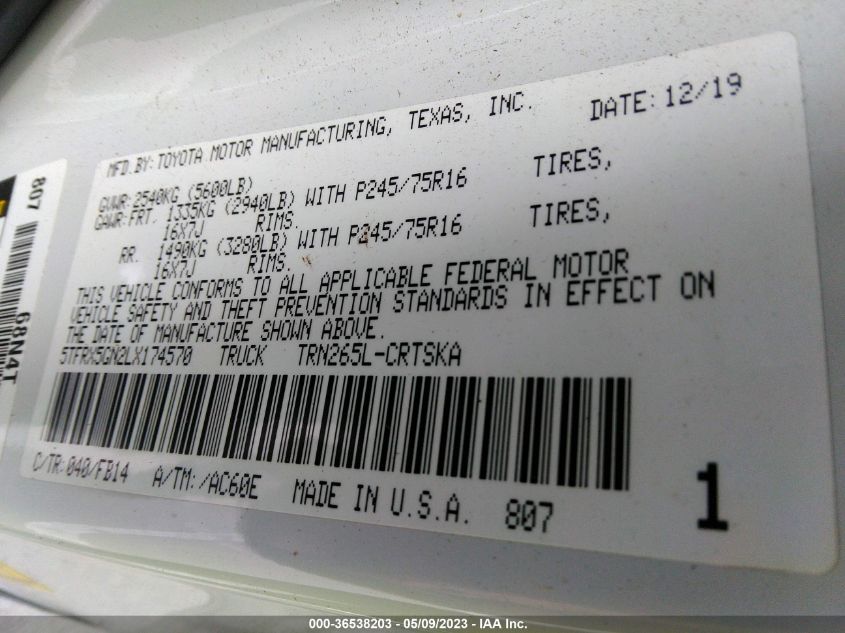 MFD.BY:TOYOTA MOTOR MANUFACTURING, TEXAS, INC. DATE:12/19
GVWR:2540KG (5600LB)
GAWR:FRT. 1335KG (2940LB) WITH P245/75R16 TIRES,
16X7J RIMS.
RR. 1490KG (3280LB) WITH P245/75R16 TIRES,
16X7J RIMS.
THIS VEHICLE CONFORMS TO ALL APPLICABLE FEDERAL MOTOR
VEHICLE SAFETY AND THEFT PREVENTION STANDARDS IN EFFECT ON
THE DATE OF MANUFACTURE SHOWN ABOVE.
5TFRX5GN2LX174570 TRUCK TRN265L-CRTSKA
C/TR:040/FB14 A/TM:/AC60E MADE IN U.S.A. 807 1
807
68N4T
000-36538203 - 05/09/2023 - IAA Inc.